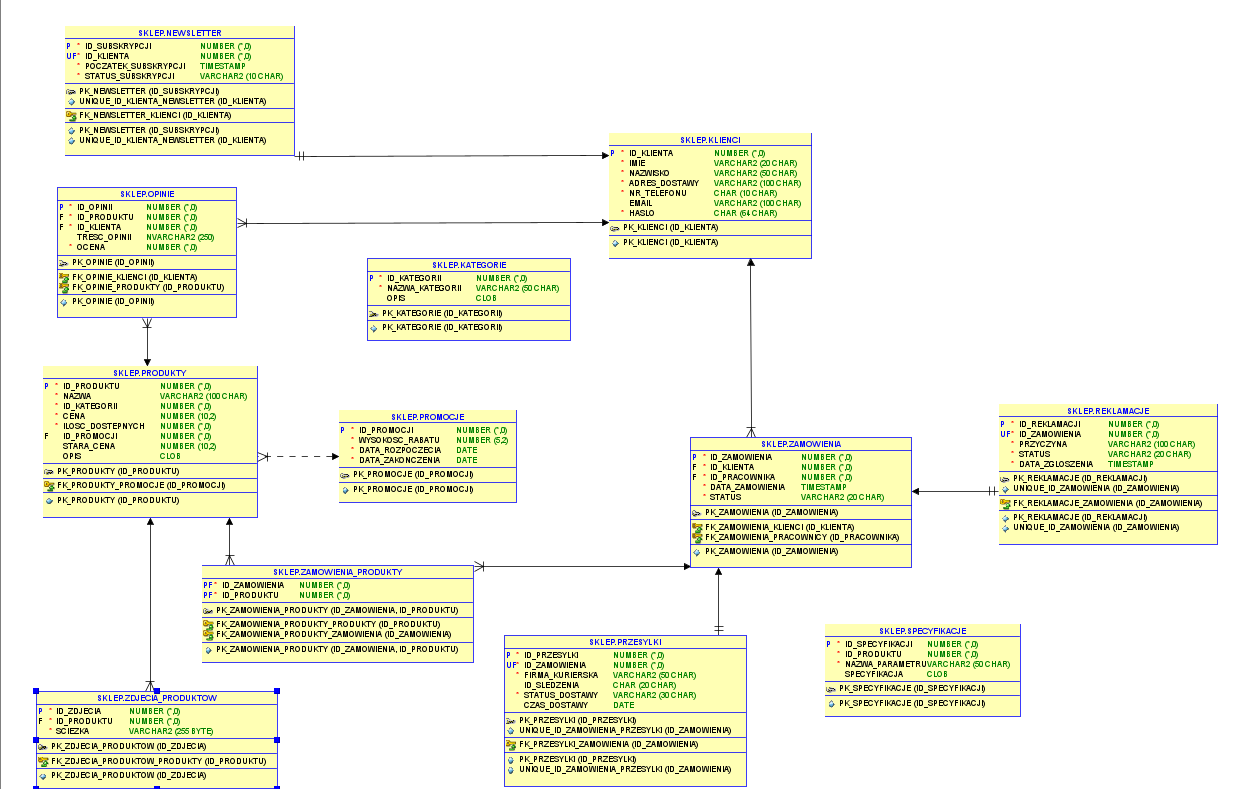 SKLEP.NEWSLETTER
P * ID_SUBSKRYPCJI NUMBER (*,0)
UF* ID_KLIENTA NUMBER (*,0)
* POCZATEK_SUBSKRYPCJI TIMESTAMP
* STATUS_SUBSKRYPCJI VARCHAR2 (10 CHAR)
PK_NEWSLETTER (ID_SUBSKRYPCJI)
UNIQUE_ID_KLIENTA_NEWSLETTER (ID_KLIENTA)
FK_NEWSLETTER_KLIENCI (ID_KLIENTA)
PK_NEWSLETTER (ID_SUBSKRYPCJI)
UNIQUE_ID_KLIENTA_NEWSLETTER (ID_KLIENTA)
SKLEP.KLIENCI
P * ID_KLIENTA NUMBER (*,0)
* IMIE VARCHAR2 (20 CHAR)
* NAZWISKO VARCHAR2 (50 CHAR)
* ADRES_DOSTAWY VARCHAR2 (100 CHAR)
* NR_TELEFONU CHAR (10 CHAR)
EMAIL VARCHAR2 (100 CHAR)
* HASLO CHAR (64 CHAR)
PK_KLIENCI (ID_KLIENTA)
PK_KLIENCI (ID_KLIENTA)
SKLEP.OPINIE
P * ID_OPINII NUMBER (*,0)
F * ID_PRODUKTU NUMBER (*,0)
F * ID_KLIENTA NUMBER (*,0)
TRESC_OPINII NVARCHAR2 (250)
* OCENA NUMBER (*,0)
PK_OPINIE (ID_OPINII)
FK_OPINIE_KLIENCI (ID_KLIENTA)
FK_OPINIE_PRODUKTY (ID_PRODUKTU)
PK_OPINIE (ID_OPINII)
SKLEP.KATEGORIE
P * ID_KATEGORII NUMBER (*,0)
* NAZWA_KATEGORII VARCHAR2 (50 CHAR)
OPIS CLOB
PK_KATEGORIE (ID_KATEGORII)
PK_KATEGORIE (ID_KATEGORII)
SKLEP.PRODUKTY
P * ID_PRODUKTU NUMBER (*,0)
* NAZWA VARCHAR2 (100 CHAR)
* ID_KATEGORII NUMBER (*,0)
* CENA NUMBER (10,2)
* ILOSC_DOSTEPNYCH NUMBER (*,0)
F ID_PROMOCJI NUMBER (*,0)
STARA_CENA NUMBER (10,2)
OPIS CLOB
PK_PRODUKTY (ID_PRODUKTU)
FK_PRODUKTY_PROMOCJE (ID_PROMOCJI)
PK_PRODUKTY (ID_PRODUKTU)
SKLEP.PROMOCJE
P * ID_PROMOCJI NUMBER (*,0)
* WYSOKOSC_RABATU NUMBER (5,2)
* DATA_ROZPOCZECIA DATE
* DATA_ZAKONCZENIA DATE
PK_PROMOCJE (ID_PROMOCJI)
PK_PROMOCJE (ID_PROMOCJI)
SKLEP.ZAMOWIENIA
P * ID_ZAMOWIENIA NUMBER (*,0)
F * ID_KLIENTA NUMBER (*,0)
F * ID_PRACOWNIKA NUMBER (*,0)
* DATA_ZAMOWIENIA TIMESTAMP
* STATUS VARCHAR2 (20 CHAR)
PK_ZAMOWIENIA (ID_ZAMOWIENIA)
FK_ZAMOWIENIA_KLIENCI (ID_KLIENTA)
FK_ZAMOWIENIA_PRACOWNICY (ID_PRACOWNIKA)
PK_ZAMOWIENIA (ID_ZAMOWIENIA)
SKLEP.REKLAMACJE
P * ID_REKLAMACJI NUMBER (*,0)
UF* ID_ZAMOWIENIA NUMBER (*,0)
* PRZYCZYNA VARCHAR2 (100 CHAR)
* STATUS VARCHAR2 (20 CHAR)
* DATA_ZGLOSZENIA TIMESTAMP
PK_REKLAMACJE (ID_REKLAMACJI)
UNIQUE_ID_ZAMOWIENIA (ID_ZAMOWIENIA)
FK_REKLAMACJE_ZAMOWIENIA (ID_ZAMOWIENIA)
PK_REKLAMACJE (ID_REKLAMACJI)
UNIQUE_ID_ZAMOWIENIA (ID_ZAMOWIENIA)
SKLEP.ZAMOWIENIA_PRODUKTY
PF* ID_ZAMOWIENIA NUMBER (*,0)
PF* ID_PRODUKTU NUMBER (*,0)
PK_ZAMOWIENIA_PRODUKTY (ID_ZAMOWIENIA, ID_PRODUKTU)
FK_ZAMOWIENIA_PRODUKTY_PRODUKTY (ID_PRODUKTU)
FK_ZAMOWIENIA_PRODUKTY_ZAMOWIENIA (ID_ZAMOWIENIA)
PK_ZAMOWIENIA_PRODUKTY (ID_ZAMOWIENIA, ID_PRODUKTU)
SKLEP.PRZESYLKI
P * ID_PRZESYLKI NUMBER (*,0)
UF* ID_ZAMOWIENIA NUMBER (*,0)
* FIRMA_KURIERSKA VARCHAR2 (50 CHAR)
ID_SLEDZENIA CHAR (20 CHAR)
* STATUS_DOSTAWY VARCHAR2 (30 CHAR)
CZAS_DOSTAWY DATE
PK_PRZESYLKI (ID_PRZESYLKI)
UNIQUE_ID_ZAMOWIENIA_PRZESYLKI (ID_ZAMOWIENIA)
FK_PRZESYLKI_ZAMOWIENIA (ID_ZAMOWIENIA)
PK_PRZESYLKI (ID_PRZESYLKI)
UNIQUE_ID_ZAMOWIENIA_PRZESYLKI (ID_ZAMOWIENIA)
SKLEP.SPECYFIKACJE
P * ID_SPECYFIKACJI NUMBER (*,0)
* ID_PRODUKTU NUMBER (*,0)
* NAZWA_PARAMETRU VARCHAR2 (50 CHAR)
SPECYFIKACJA CLOB
PK_SPECYFIKACJE (ID_SPECYFIKACJI)
PK_SPECYFIKACJE (ID_SPECYFIKACJI)
SKLEP.ZDJECIA_PRODUKTOW
P * ID_ZDJECIA NUMBER (*,0)
F * ID_PRODUKTU NUMBER (*,0)
* SCIEZKA VARCHAR2 (255 BYTE)
PK_ZDJECIA_PRODUKTOW (ID_ZDJECIA)
FK_ZDJECIA_PRODUKTOW_PRODUKTY (ID_PRODUKTU)
PK_ZDJECIA_PRODUKTOW (ID_ZDJECIA)